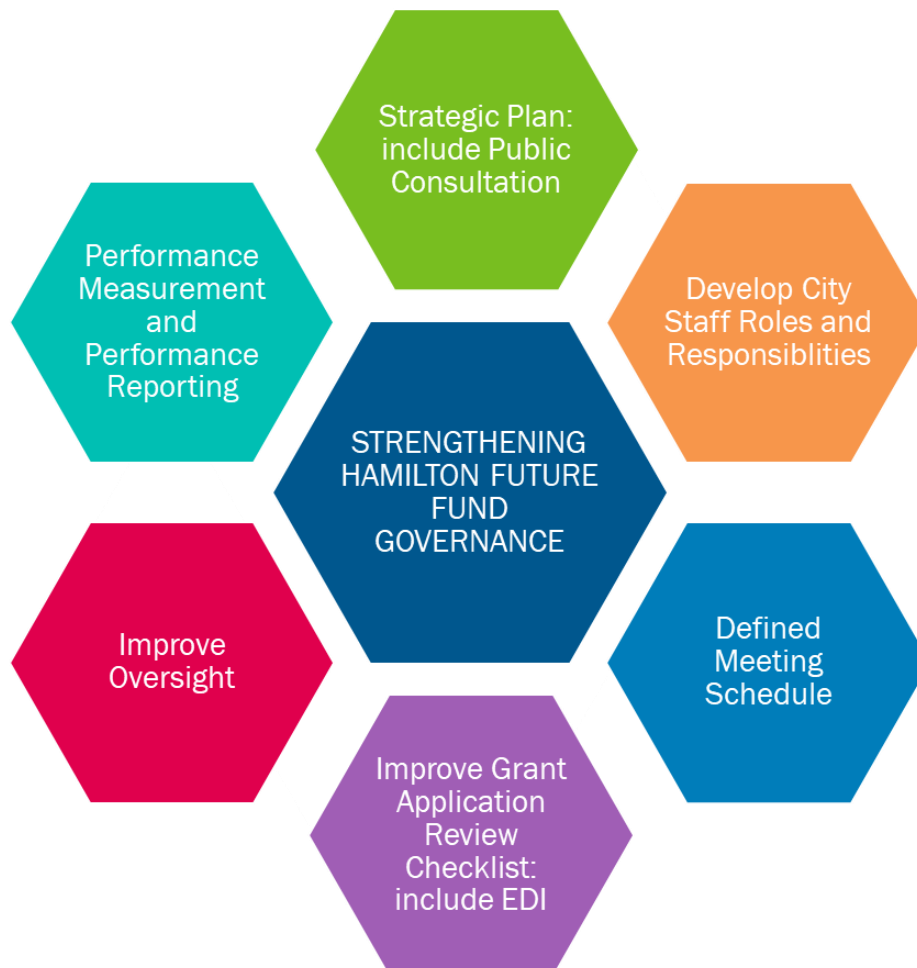 Strategic Plan:
include Public
Consultation
Performance
Measurement
and
Performance
Reporting
Develop City
Staff Roles and
Responsiblities
STRENGTHENING
HAMILTON FUTURE
FUND
GOVERNANCE
Improve
Oversight
Defined
Meeting
Schedule
Improve Grant
Application
Review
Checklist:
include EDI